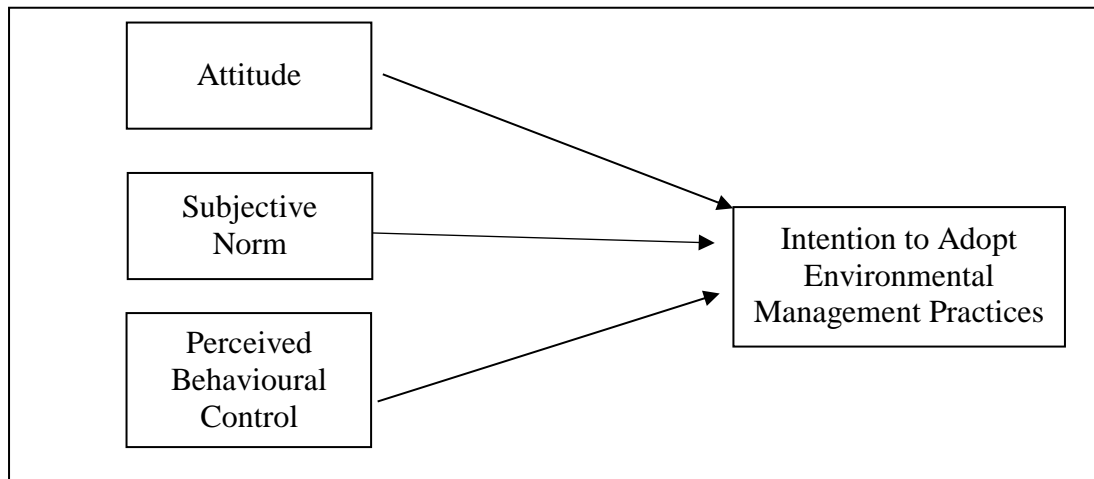 Attitude
Subjective
Norm
Perceived
Behavioural
Control
Intention to Adopt
Environmental
Management Practices